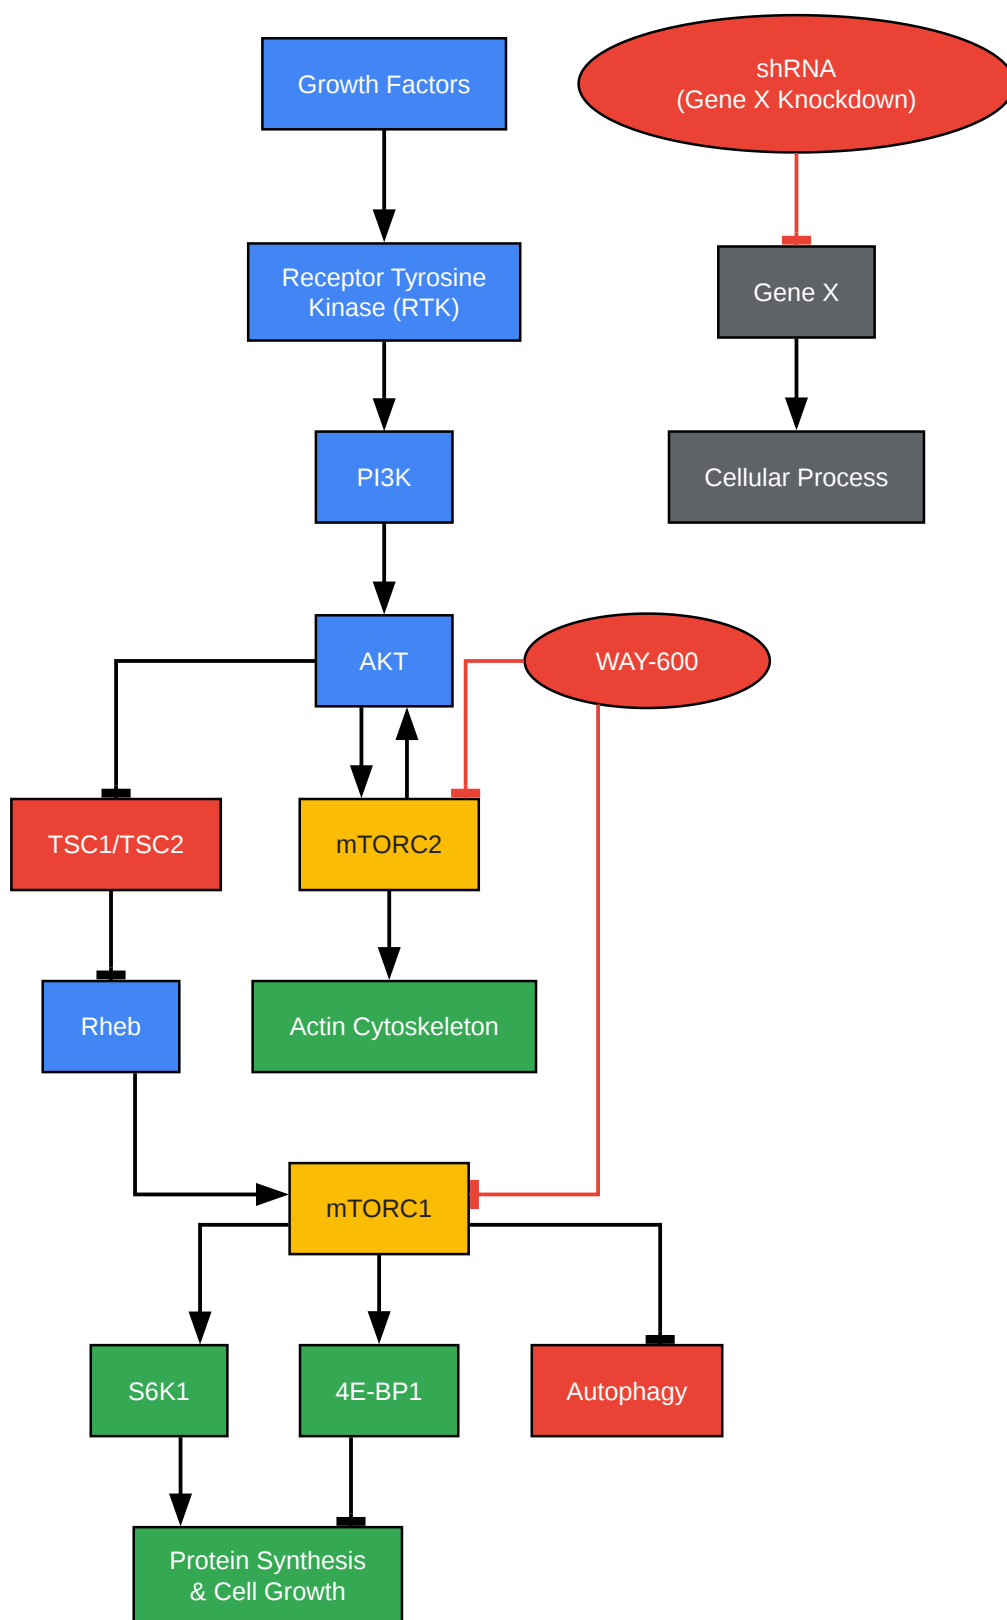 Growth Factors
shRNA
(Gene X Knockdown)
Receptor Tyrosine
Kinase (RTK)
Gene X
PI3K
Cellular Process
AKT
WAY-600
TSC1/TSC2
mTORC2
Rheb
Actin Cytoskeleton
mTORC1
S6K1
4E-BP1
Autophagy
Protein Synthesis
& Cell Growth